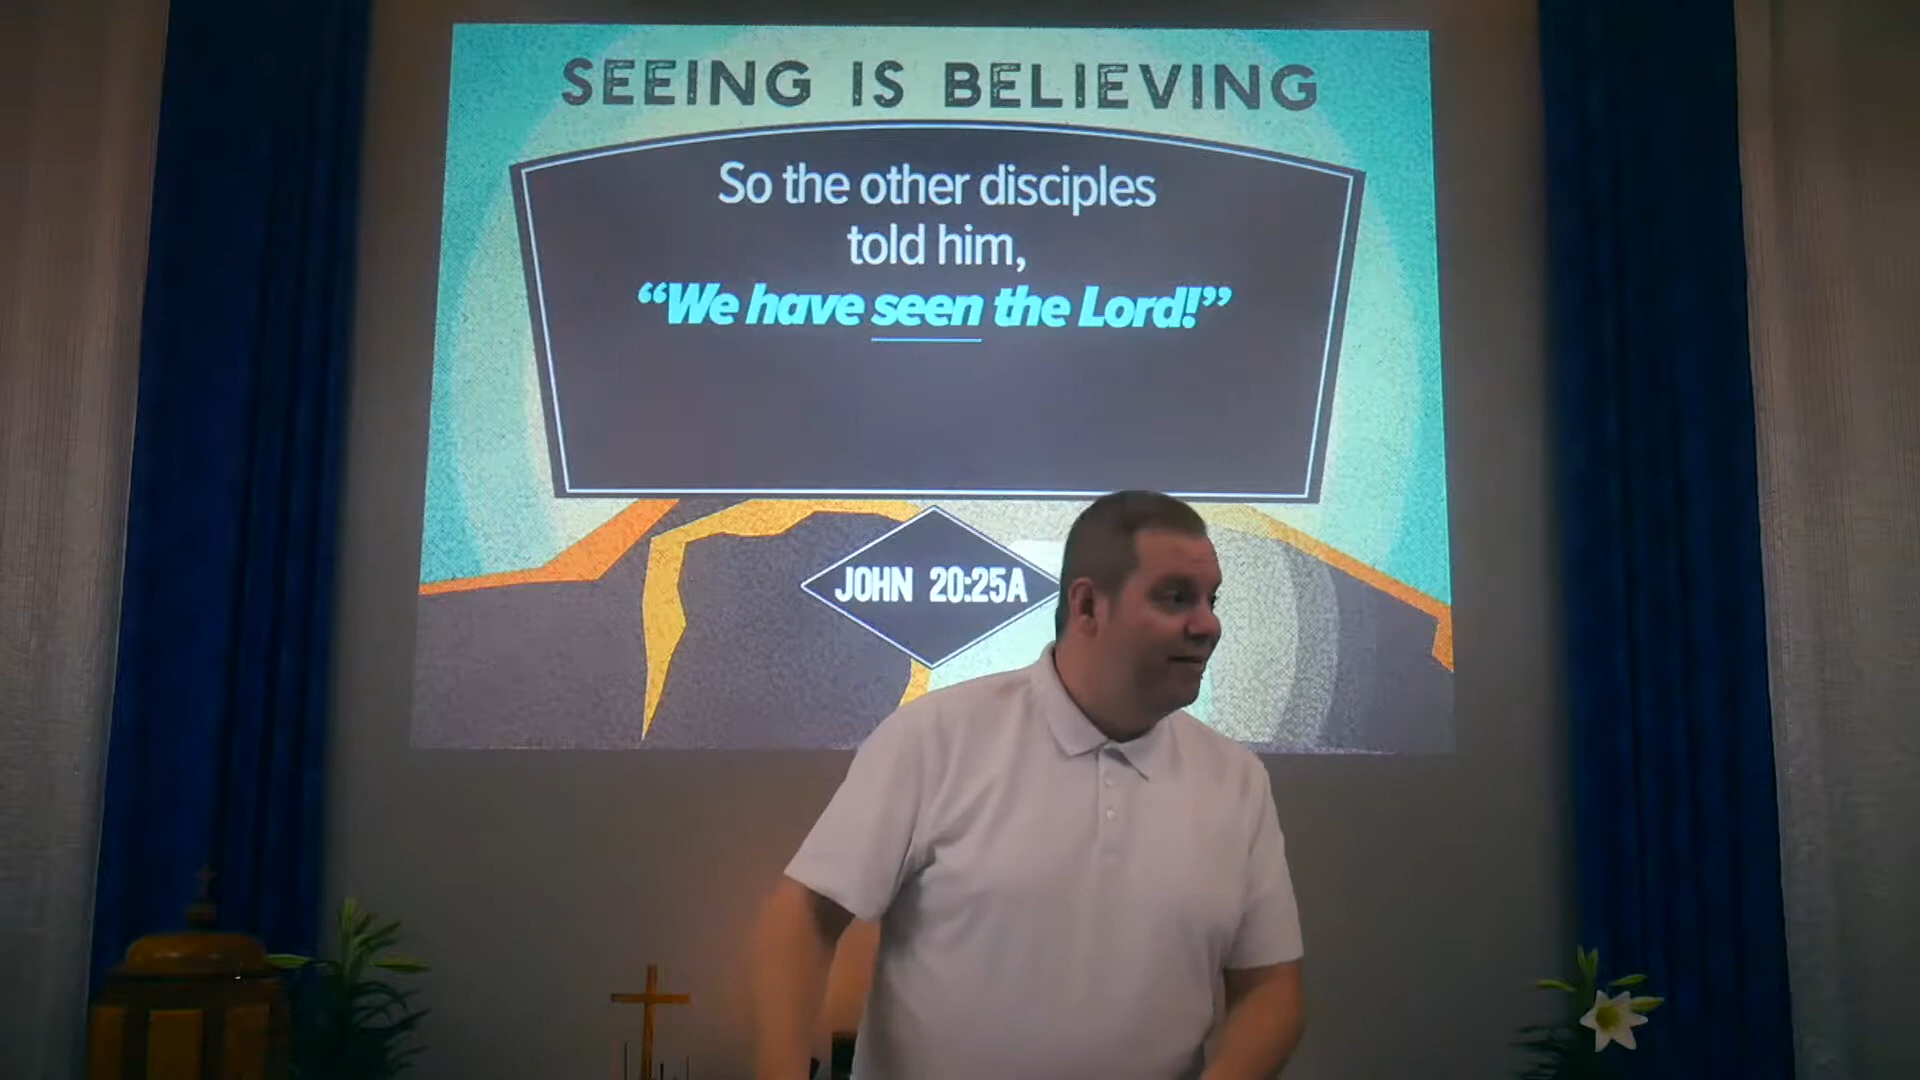 SEEING IS BELIEVING
So the other disciples
told him,
“We have seen the Lord!”
JOHN 20:25A